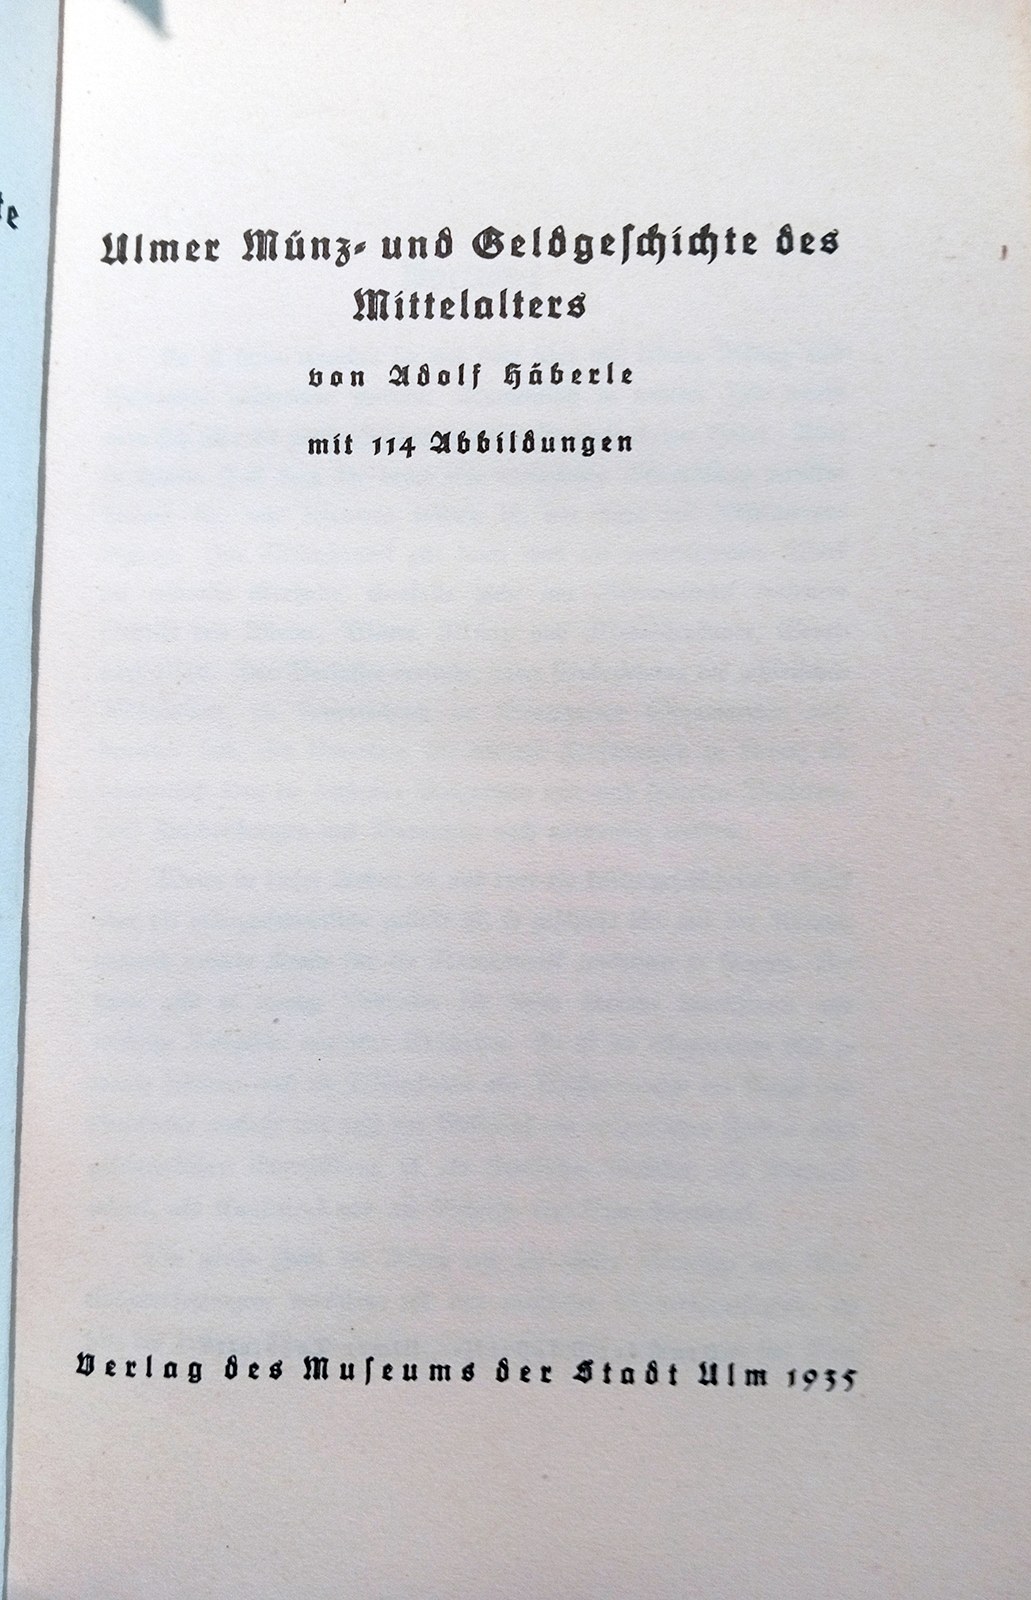 Ulmer Münz- und Geldgeſchichte des
Mittelalters
von Adolf Häberle
mit 114 Abbildungen
Verlag des Muſeums der Stadt Ulm 1935